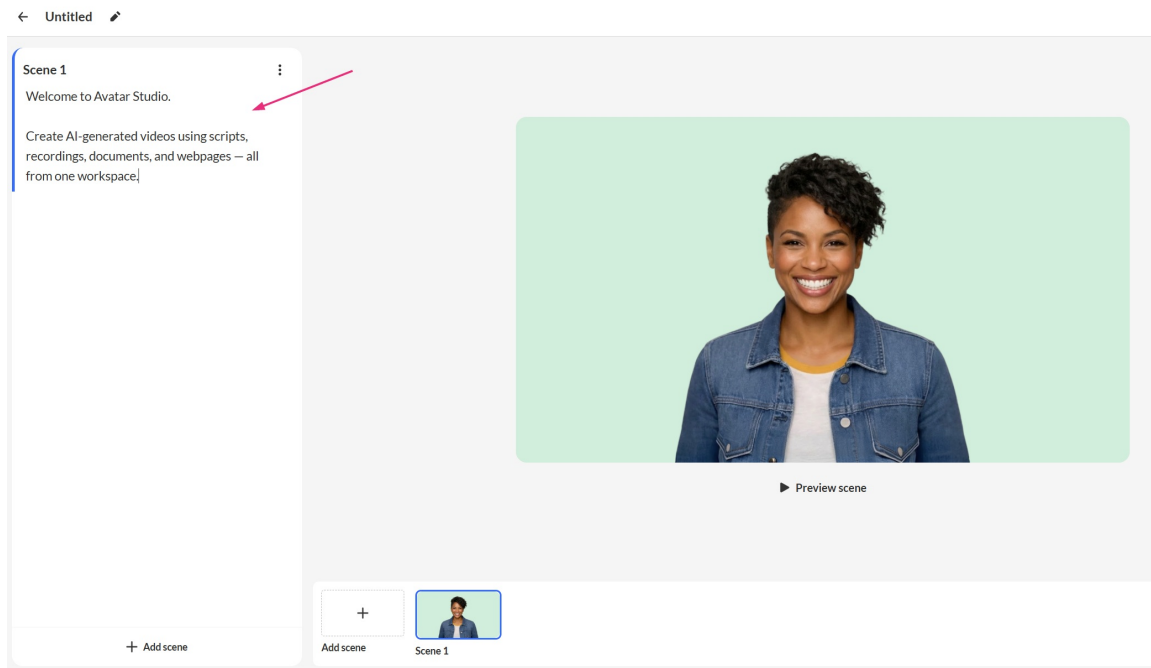 Untitled
Scene 1
Welcome to Avatar Studio.
Create AI-generated videos using scripts,
recordings, documents, and webpages — all
from one workspace.
Add scene
Preview scene
Add scene
Scene 1